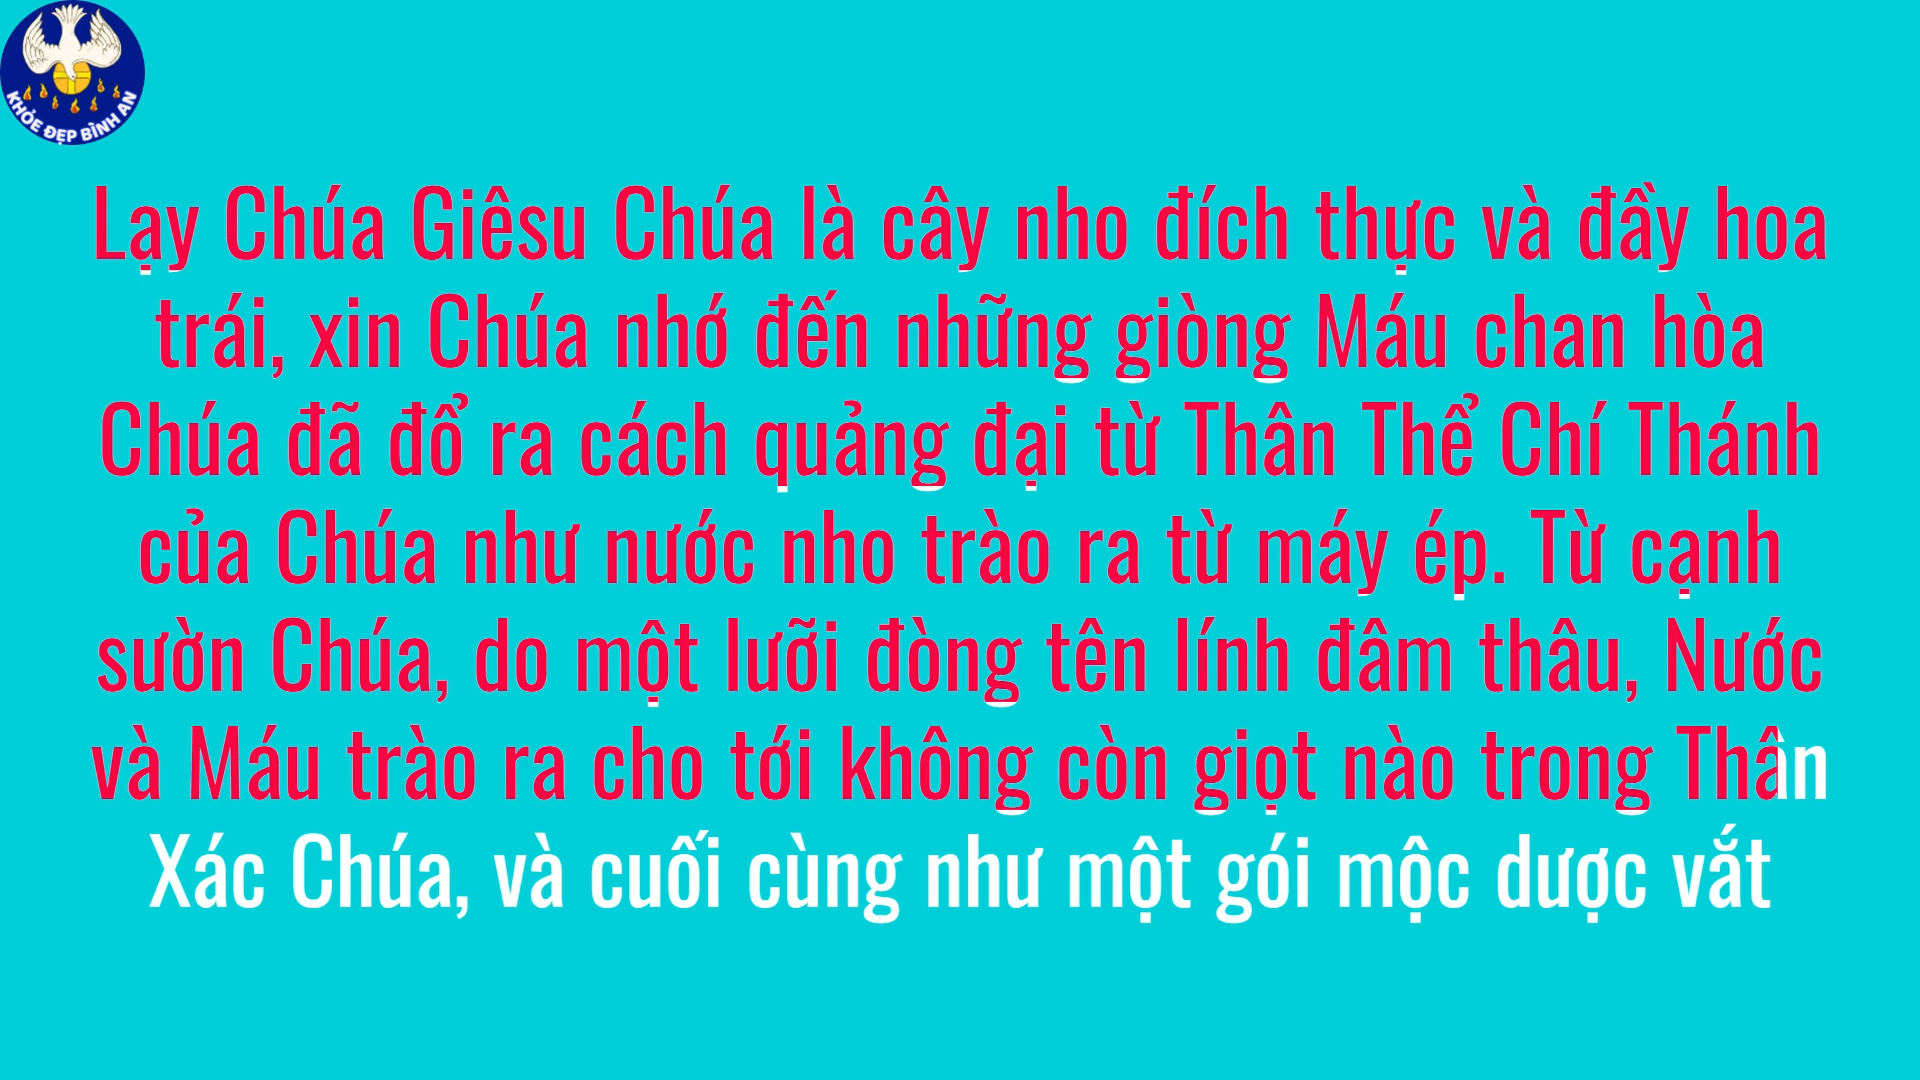 KHỎE ĐẸP BÌNH AN
Lạy Chúa Giêsu Chúa là cây nho đích thực và đầy hoa
trái, xin Chúa nhớ đến những giòng Máu chan hòa
Chúa đã đổ ra cách quảng đại từ Thân Thể Chí Thánh
của Chúa như nước nho trào ra từ máy ép. Từ cạnh
sườn Chúa, do một lưỡi đòng tên lính đâm thâu, Nước
và Máu trào ra cho tới không còn giọt nào trong Thân
Xác Chúa, và cuối cùng như một gói mộc dược vắt